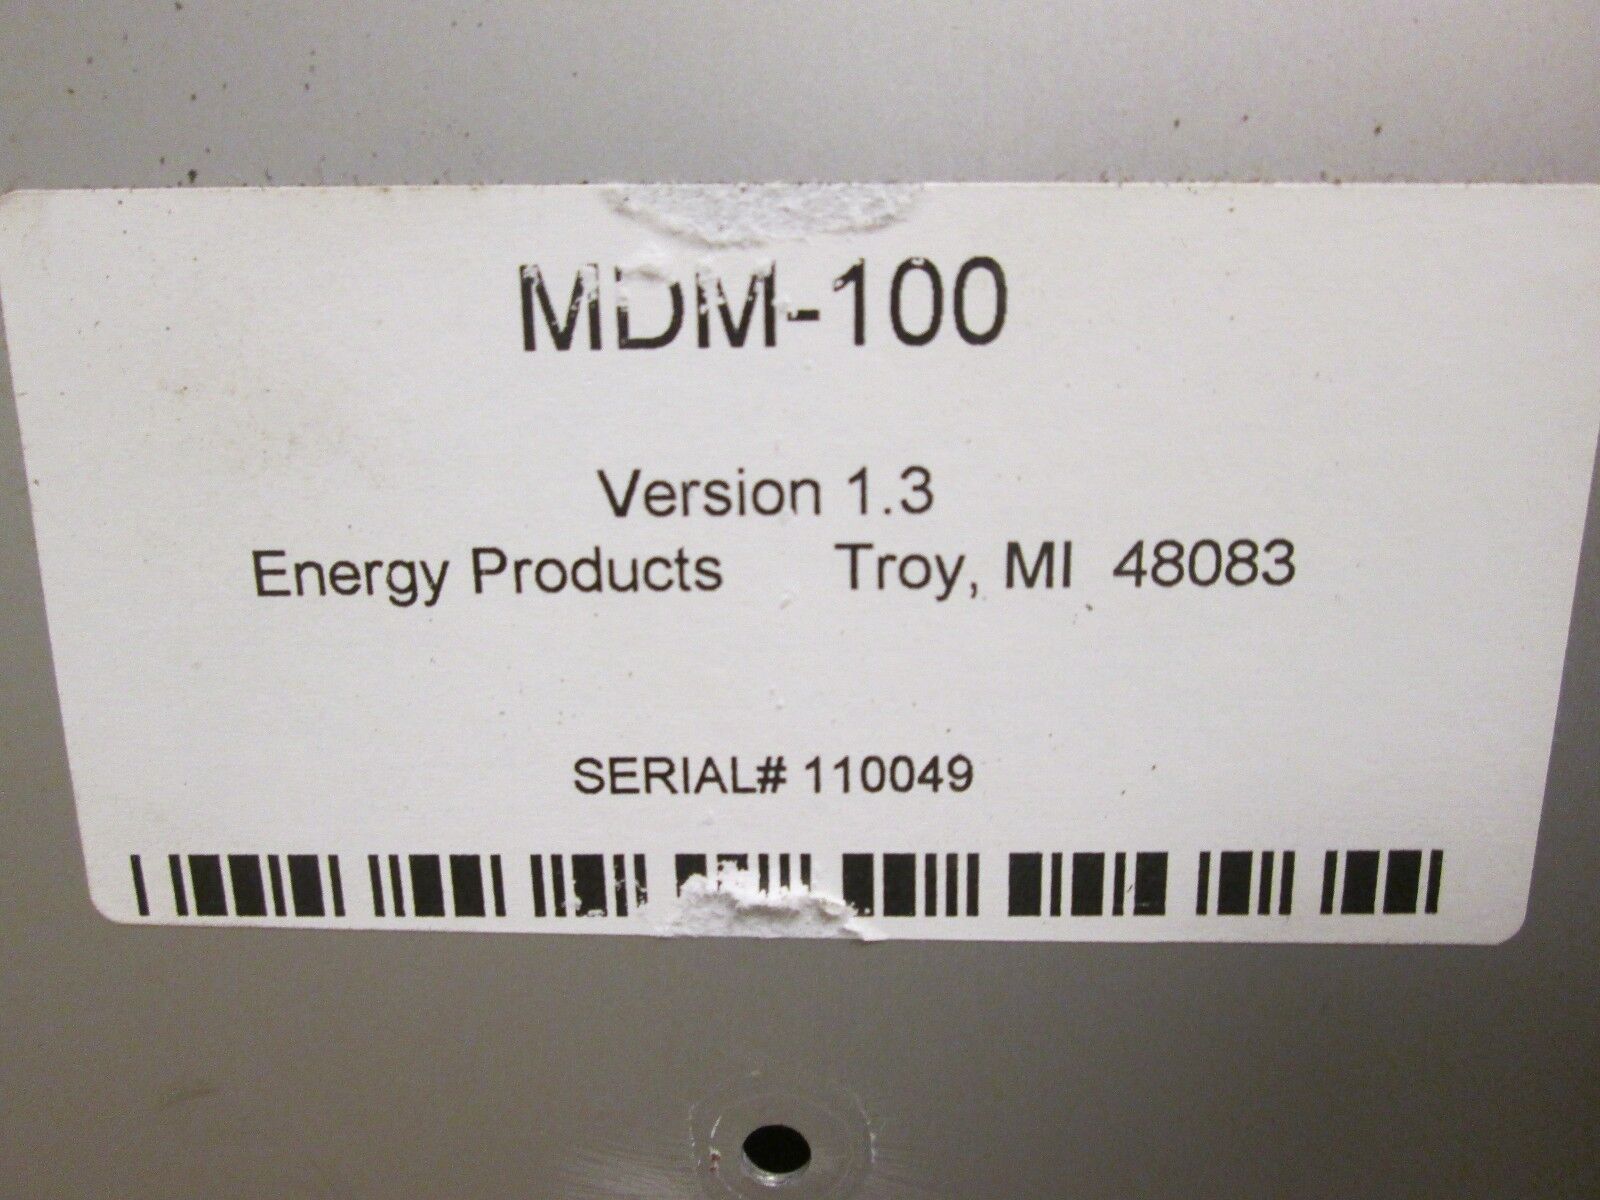 MDM-100
Version 1.3
Energy Products Troy, MI 48083
SERIAL# 110049